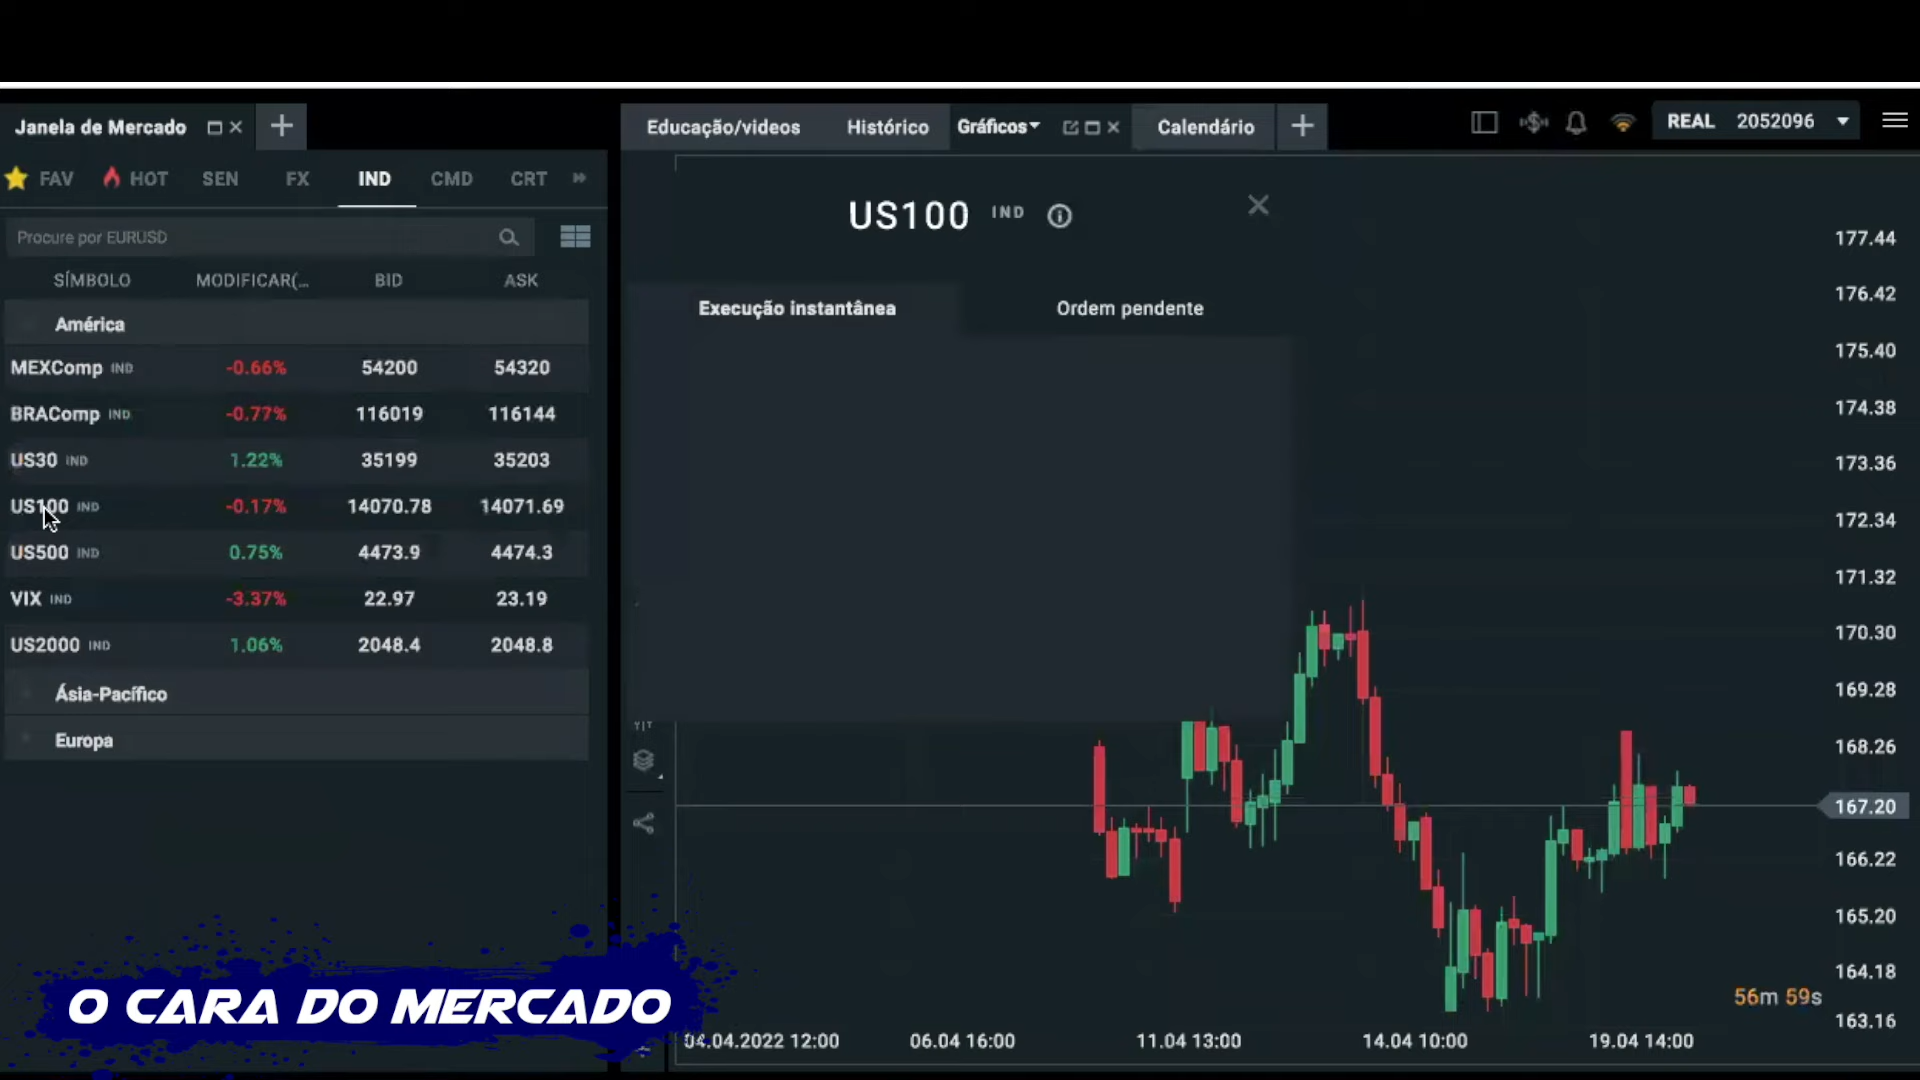 Janela de Mercado
Educação/videos Histórico Gráficos Calendário
REAL 2052096
FAV HOT SEN FX IND CMD CRT
Procure por EURUSD
SÍMBOLO MODIFICAR(... BID ASK
América
MEXComp IND -0.66% 54200 54320
BRAComp IND -0.77% 116019 116144
US30 IND 1.22% 35199 35203
US100 IND -0.17% 14070.78 14071.69
US500 IND 0.75% 4473.9 4474.3
VIX IND -3.37% 22.97 23.19
US2000 IND 1.06% 2048.4 2048.8
Ásia-Pacífico
Europa
US100 IND
Execução instantânea Ordem pendente
177.44
176.42
175.40
174.38
173.36
172.34
171.32
170.30
169.28
168.26
167.20
166.22
165.20
164.18
163.16
56m 59s
04.04.2022 12:00 06.04 16:00 11.04 13:00 14.04 10:00 19.04 14:00
O CARA DO MERCADO